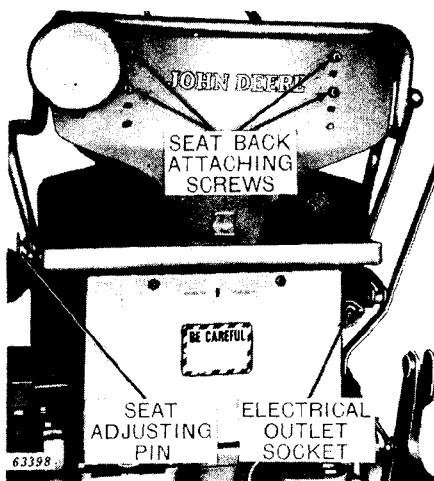 JOHN DEERE
SEAT BACK
ATTACHING
SCREWS
BE CAREFUL
SEAT
ADJUSTING
PIN
ELECTRICAL
OUTLET
SOCKET
63398